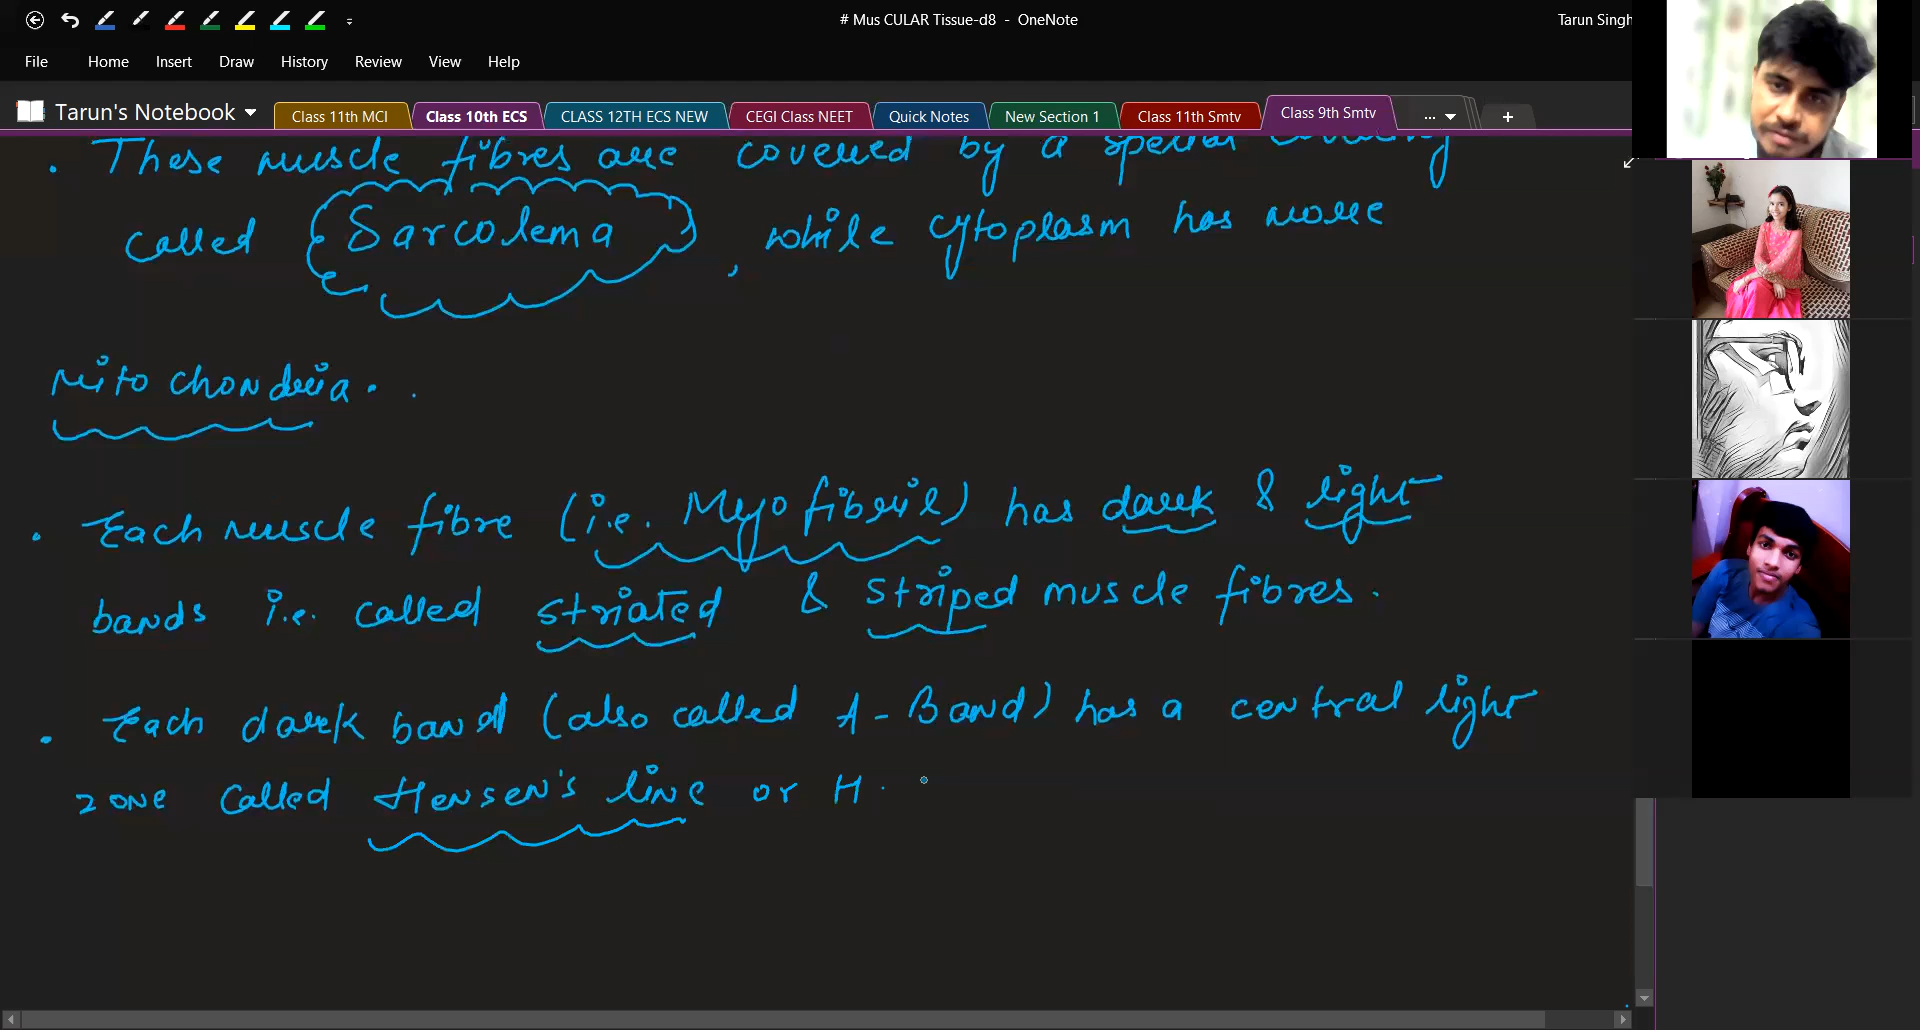 # Mus CULAR Tissue-d8 - OneNote
Tarun Singh
File Home Insert Draw History Review View Help
Tarun's Notebook
Class 11th MCI
Class 10th ECS
CLASS 12TH ECS NEW
CEGI Class NEET
Quick Notes
New Section 1
Class 11th Smtv
Class 9th Smtv
...
+
. These muscle fibres are covered by a special covering
called Sarcolema , while cytoplasm has more
Mitochondria. .
. Each muscle fibre (i.e. Myofibril) has dark & light
bands i.e. called striated & striped muscle fibres.
. Each dark band (also called A-Band) has a central light
zone called Hensen's line or H.